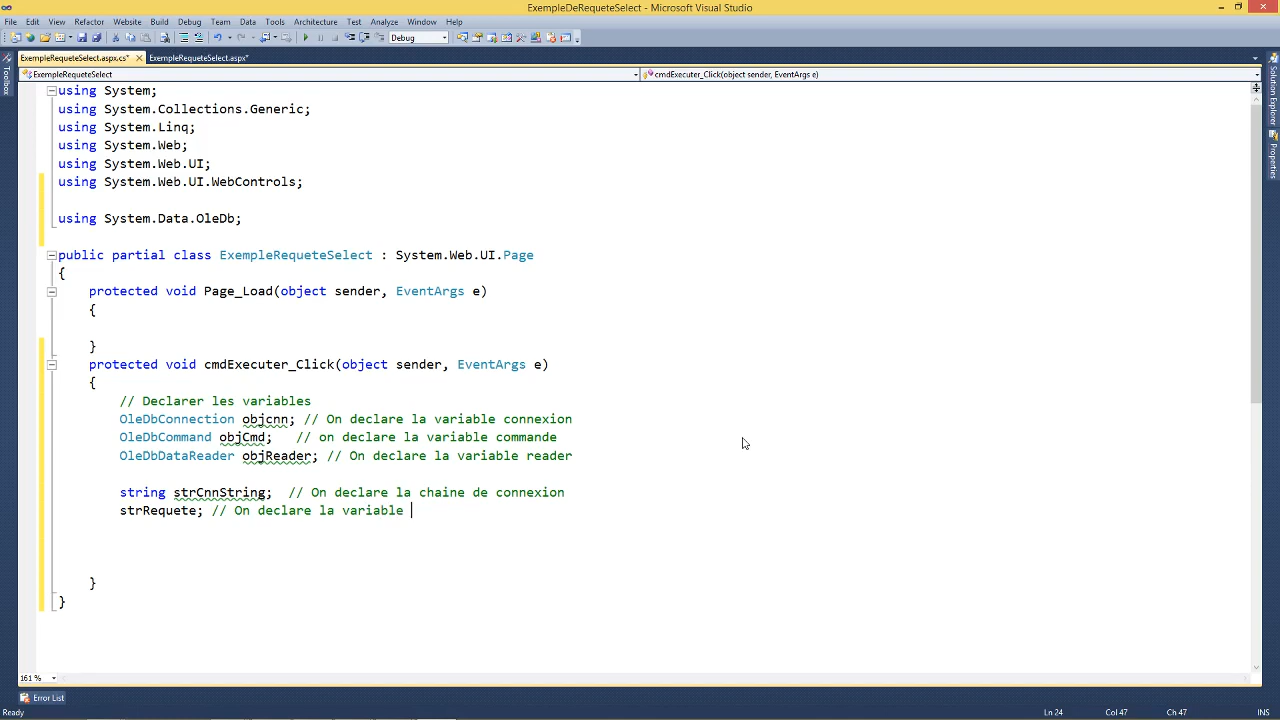 ExempleDeRequeteSelect - Microsoft Visual Studio
File Edit View Refactor Website Build Debug Team Data Tools Architecture Test Analyze Window Help
Debug
ExempleRequeteSelect.aspx.cs* ExempleRequeteSelect.aspx*
ExempleRequeteSelect cmdExecuter_Click(object sender, EventArgs e)
Toolbox
Solution Explorer
Properties
using System;
using System.Collections.Generic;
using System.Linq;
using System.Web;
using System.Web.UI;
using System.Web.UI.WebControls;
using System.Data.OleDb;
public partial class ExempleRequeteSelect : System.Web.UI.Page
{
protected void Page_Load(object sender, EventArgs e)
{
}
protected void cmdExecuter_Click(object sender, EventArgs e)
{
// Declarer les variables
OleDbConnection objcnn; // On declare la variable connexion
OleDbCommand objCmd; // on declare la variable commande
OleDbDataReader objReader; // On declare la variable reader
string strCnnString; // On declare la chaine de connexion
strRequete; // On declare la variable
}
}
161 %
Error List
Ready Ln 24 Col 47 Ch 47 INS